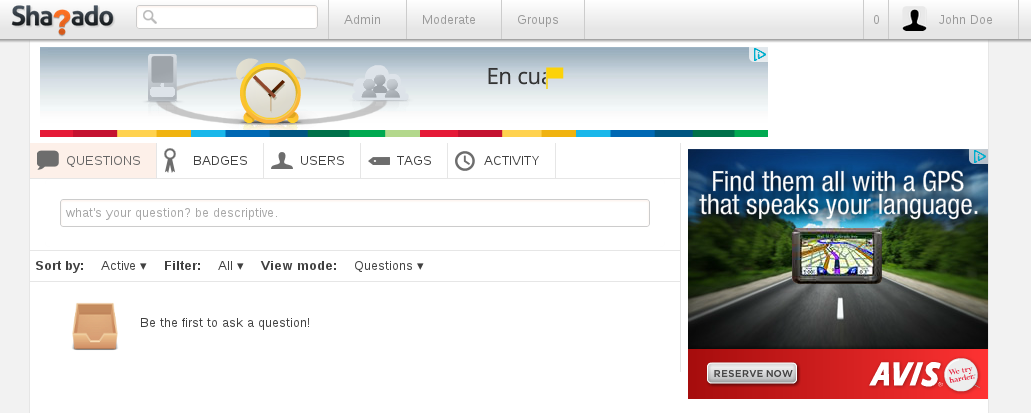 Sha?ado
Admin
Moderate
Groups
0
John Doe
En cua
QUESTIONS
BADGES
USERS
TAGS
ACTIVITY
what's your question? be descriptive.
Sort by: Active ▾ Filter: All ▾ View mode: Questions ▾
Be the first to ask a question!
Find them all with a GPS
that speaks your language.
RESERVE NOW
AVIS
We try
harder.